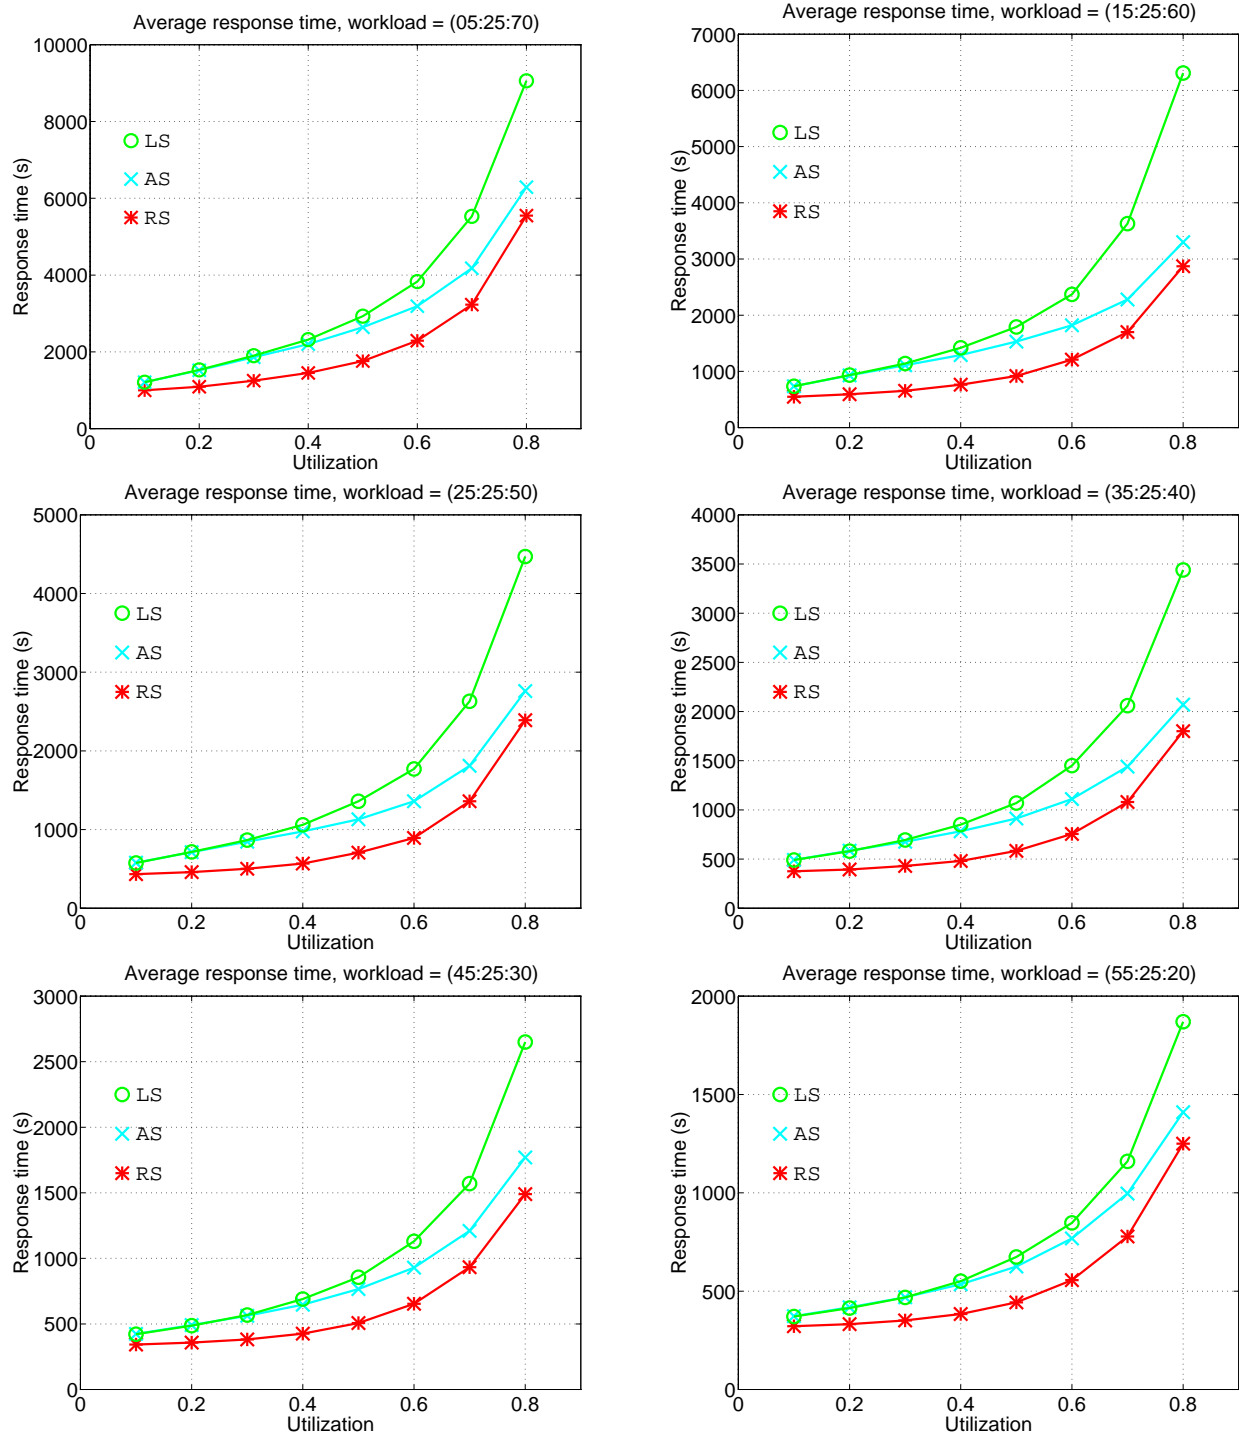 Average response time, workload = (05:25:70)
10000
8000
6000
4000
2000
0
Response time (s)
LS
AS
RS
0 0.2 0.4 0.6 0.8
Utilization
Average response time, workload = (15:25:60)
7000
6000
5000
4000
3000
2000
1000
0
Response time (s)
LS
AS
RS
0 0.2 0.4 0.6 0.8
Utilization
Average response time, workload = (25:25:50)
5000
4000
3000
2000
1000
0
Response time (s)
LS
AS
RS
0 0.2 0.4 0.6 0.8
Utilization
Average response time, workload = (35:25:40)
4000
3500
3000
2500
2000
1500
1000
500
0
Response time (s)
LS
AS
RS
0 0.2 0.4 0.6 0.8
Utilization
Average response time, workload = (45:25:30)
3000
2500
2000
1500
1000
500
0
Response time (s)
LS
AS
RS
0 0.2 0.4 0.6 0.8
Utilization
Average response time, workload = (55:25:20)
2000
1500
1000
500
0
Response time (s)
LS
AS
RS
0 0.2 0.4 0.6 0.8
Utilization